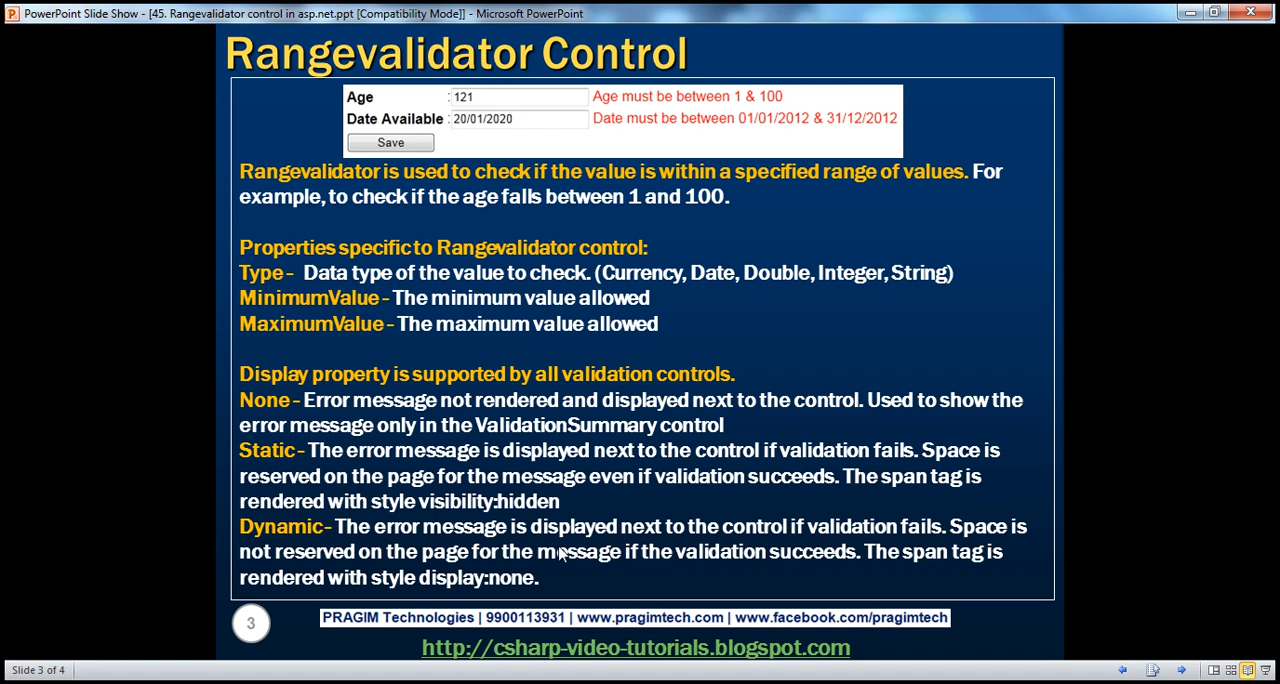 PowerPoint Slide Show - [45. Rangevalidator control in asp.net.ppt [Compatibility Mode]] - Microsoft PowerPoint
Rangevalidator Control
Age : 121 Age must be between 1 & 100
Date Available : 20/01/2020 Date must be between 01/01/2012 & 31/12/2012
Save
Rangevalidator is used to check if the value is within a specified range of values. For
example, to check if the age falls between 1 and 100.
Properties specific to Rangevalidator control:
Type - Data type of the value to check. (Currency, Date, Double, Integer, String)
MinimumValue - The minimum value allowed
MaximumValue - The maximum value allowed
Display property is supported by all validation controls.
None - Error message not rendered and displayed next to the control. Used to show the
error message only in the ValidationSummary control
Static - The error message is displayed next to the control if validation fails. Space is
reserved on the page for the message even if validation succeeds. The span tag is
rendered with style visibility:hidden
Dynamic - The error message is displayed next to the control if validation fails. Space is
not reserved on the page for the message if the validation succeeds. The span tag is
rendered with style display:none.
3
PRAGIM Technologies | 9900113931 | www.pragimtech.com | www.facebook.com/pragimtech
http://csharp-video-tutorials.blogspot.com
Slide 3 of 4